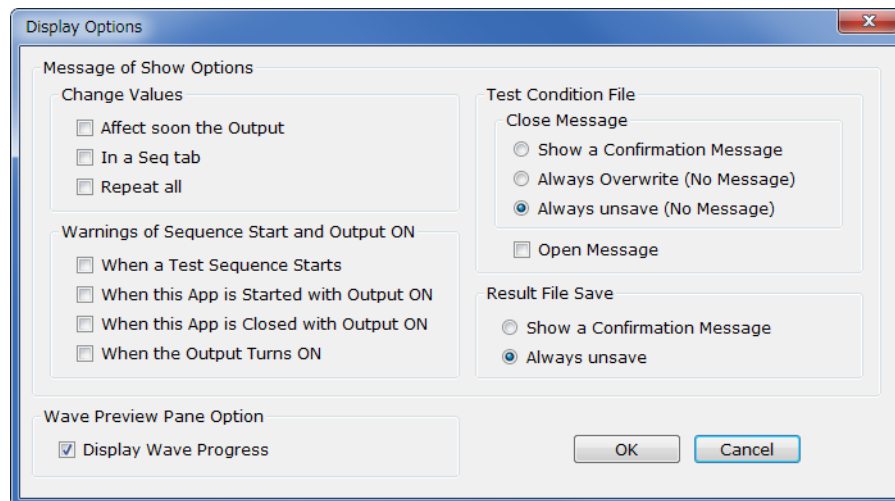 Display Options
Message of Show Options
Change Values
Affect soon the Output
In a Seq tab
Repeat all
Warnings of Sequence Start and Output ON
When a Test Sequence Starts
When this App is Started with Output ON
When this App is Closed with Output ON
When the Output Turns ON
Test Condition File
Close Message
Show a Confirmation Message
Always Overwrite (No Message)
Always unsave (No Message)
Open Message
Result File Save
Show a Confirmation Message
Always unsave
Wave Preview Pane Option
Display Wave Progress
OK
Cancel